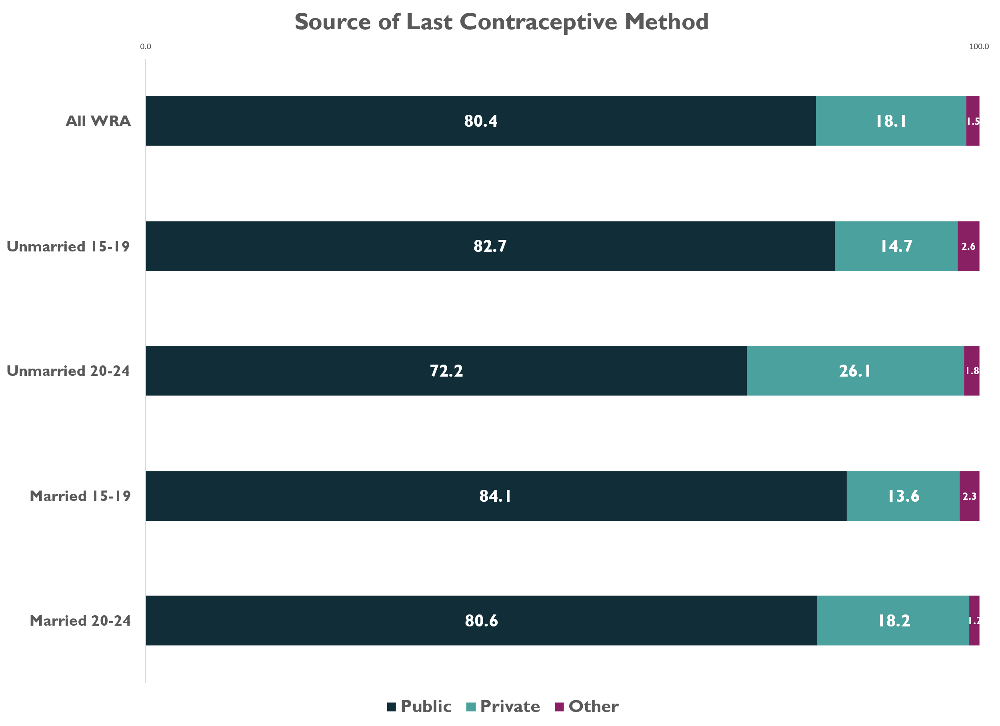 Source of Last Contraceptive Method
0.0 100.0
All WRA 80.4 18.1 1.5
Unmarried 15-19 82.7 14.7 2.6
Unmarried 20-24 72.2 26.1 1.8
Married 15-19 84.1 13.6 2.3
Married 20-24 80.6 18.2 1.2
Public Private Other